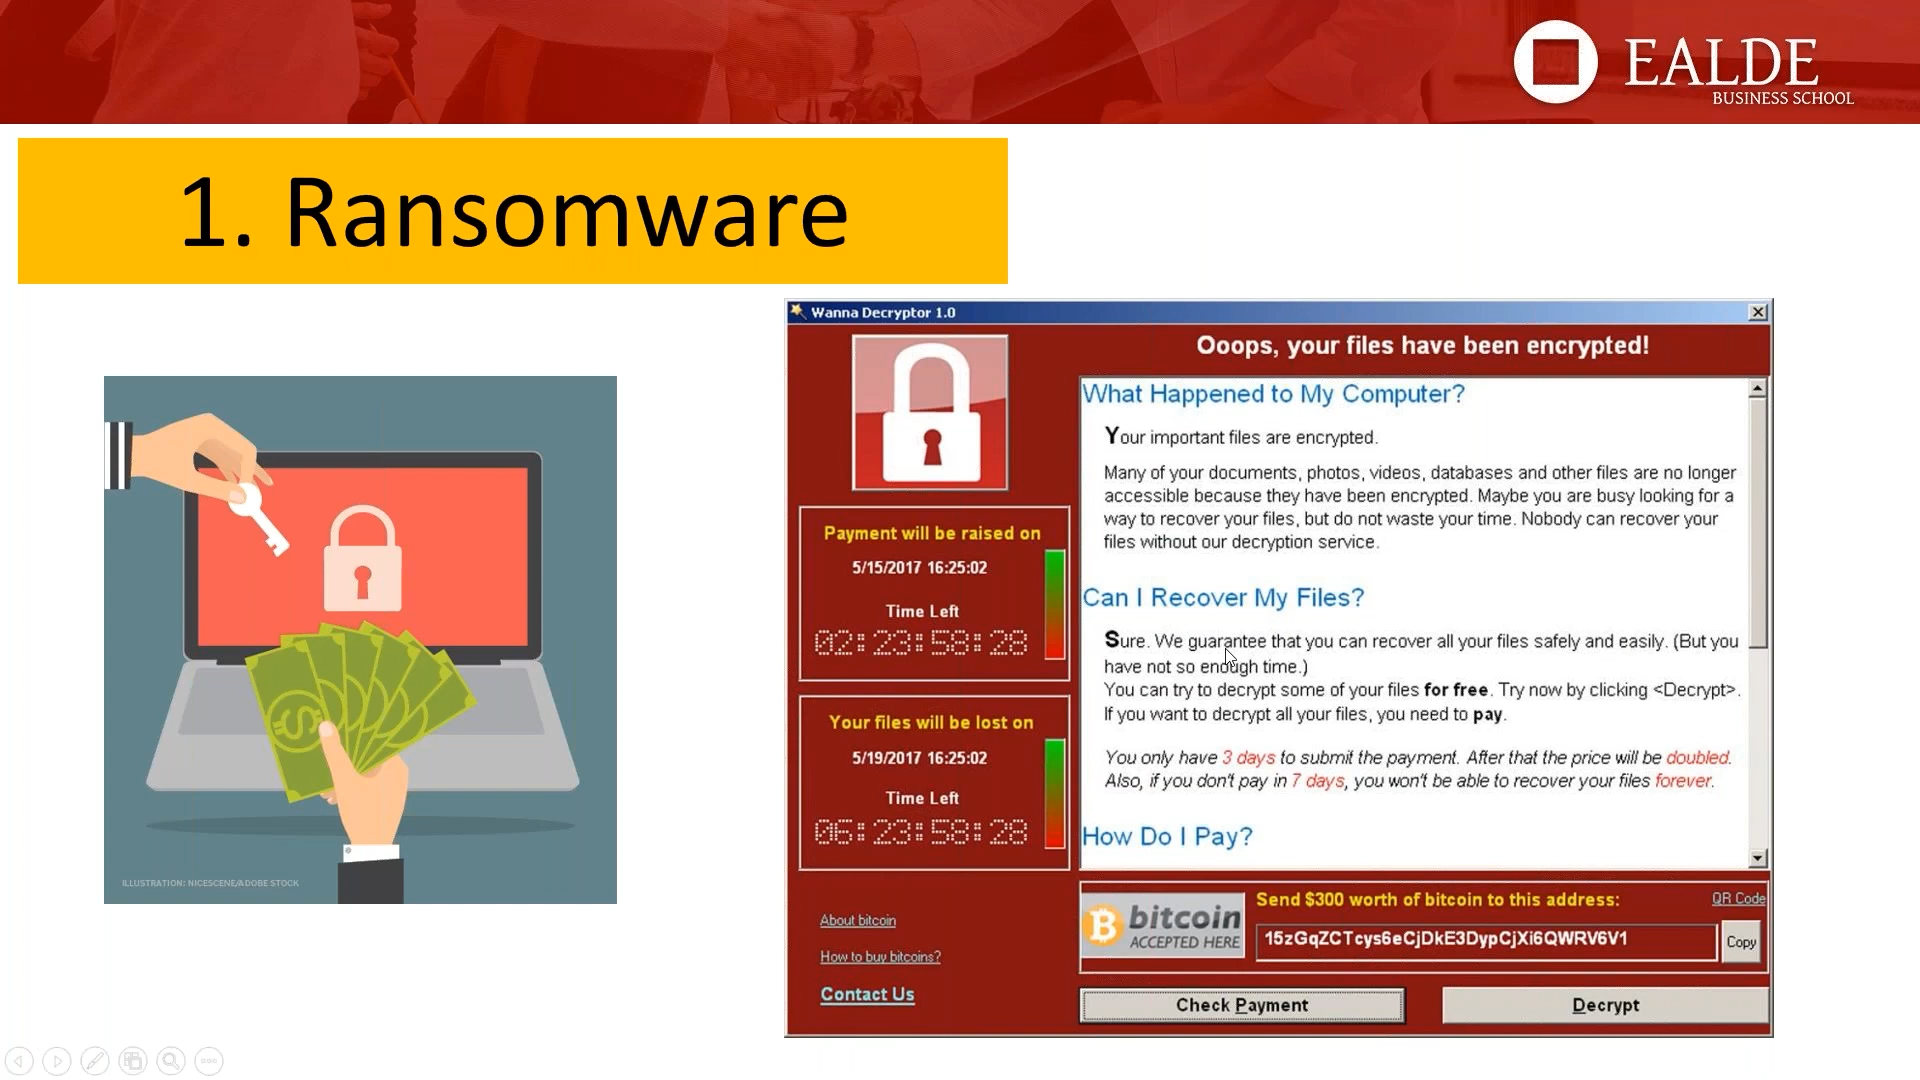 EALDE
BUSINESS SCHOOL
1. Ransomware
ILLUSTRATION: NICESCENE/ADOBE STOCK
Wanna Decryptor 1.0
Ooops, your files have been encrypted!
Payment will be raised on
5/15/2017 16:25:02
Time Left
02:23:58:28
Your files will be lost on
5/19/2017 16:25:02
Time Left
06:23:58:28
About bitcoin
How to buy bitcoins?
Contact Us
What Happened to My Computer?
Your important files are encrypted.
Many of your documents, photos, videos, databases and other files are no longer
accessible because they have been encrypted. Maybe you are busy looking for a
way to recover your files, but do not waste your time. Nobody can recover your
files without our decryption service.
Can I Recover My Files?
Sure. We guarantee that you can recover all your files safely and easily. (But you
have not so enough time.)
You can try to decrypt some of your files for free. Try now by clicking <Decrypt>.
If you want to decrypt all your files, you need to pay.
You only have 3 days to submit the payment. After that the price will be doubled.
Also, if you don't pay in 7 days, you won't be able to recover your files forever.
How Do I Pay?
bitcoin
ACCEPTED HERE
Send $300 worth of bitcoin to this address:
QR Code
15zGqZCTcys6eCjDkE3DypCjXi6QWRV6V1
Copy
Check Payment
Decrypt